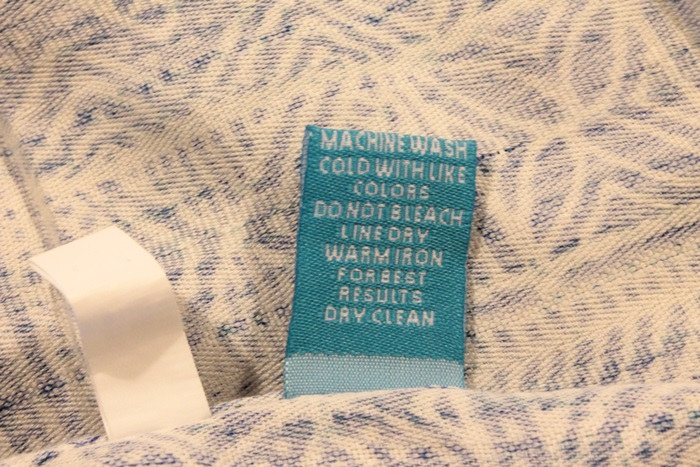 MACHINE WASH
COLD WITH LIKE
COLORS
DO NOT BLEACH
LINE DRY
WARM IRON
FOR BEST
RESULTS
DRY CLEAN